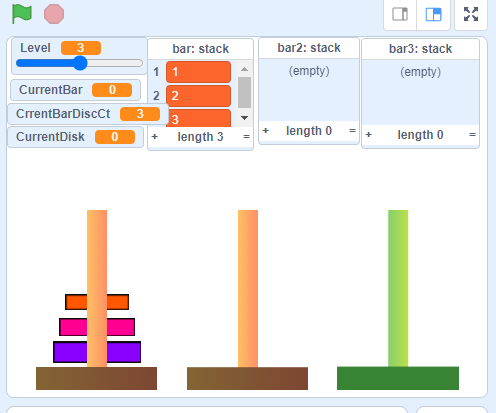 Level 3
CurrentBar 0
CrrentBarDiscCt 3
CurrentDisk 0
bar: stack
1 1
2 2
3
+ length 3 =
bar2: stack
(empty)
+ length 0 =
bar3: stack
(empty)
+ length 0 =